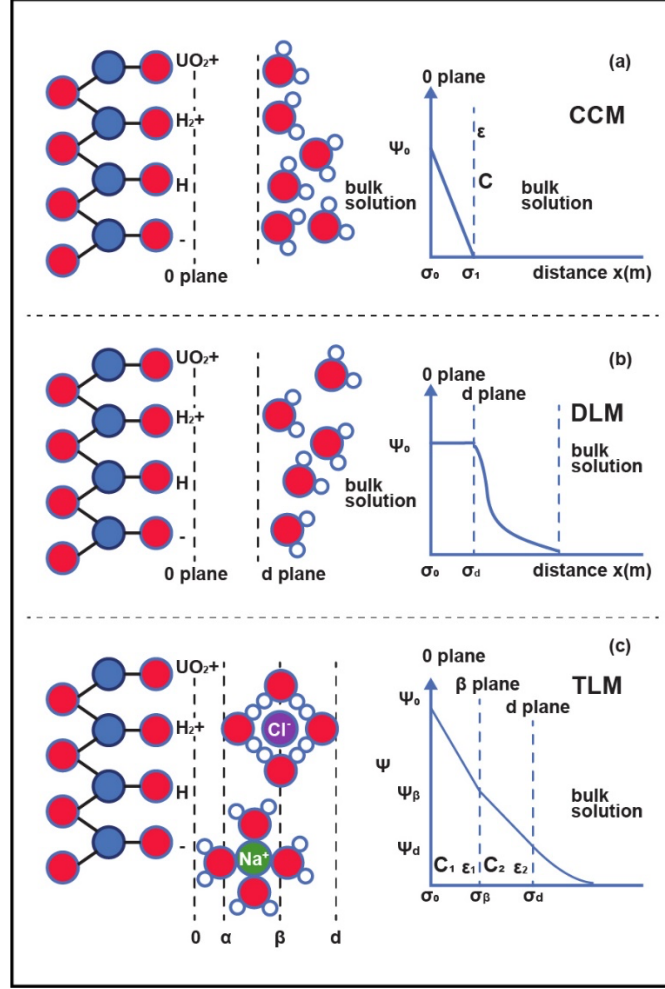 (a)
UO₂+
H₂+
H
-
0 plane
bulk
solution
0 plane
CCM
Ψ₀
ε
C
bulk
solution
σ₀
σ₁
distance x(m)
(b)
UO₂+
H₂+
H
-
0 plane
d plane
bulk
solution
0 plane
d plane
DLM
Ψ₀
bulk
solution
σ₀
σd
distance x(m)
(c)
UO₂+
H₂+
H
-
Cl⁻
Na⁺
0
α
β
d
0 plane
β plane
d plane
TLM
Ψ₀
Ψ
Ψβ
Ψd
bulk
solution
C₁ ε₁ C₂ ε₂
σ₀
σβ
σd